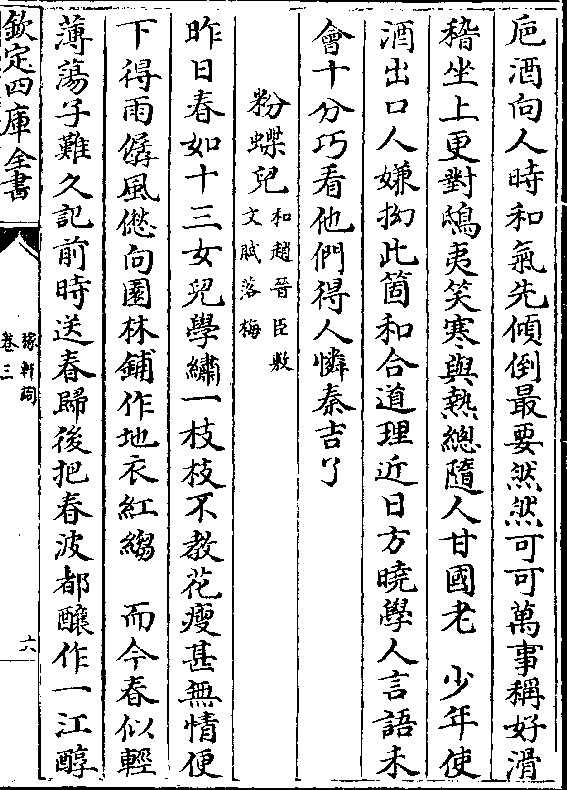 巵酒向人時和氣先傾倒最要然然可可萬事稱好滑
稽坐上更對鴟夷笑寒與熱總隨人甘國老　少年使
酒出口人嫌拗此箇和合道理近日方曉學人言語未
會十分巧看他們得人憐秦吉了
粉蝶兒 和趙晉臣敷
文賦落梅
昨日春如十三女兒學繡一枝枝不教花瘦甚無情便
下得雨僝風僽向園林鋪作地衣紅縐　而今春似輕
薄蕩子難久記前時送春歸後把春波都釀作一江醇
欽定四庫全書
稼軒詞
卷三
六